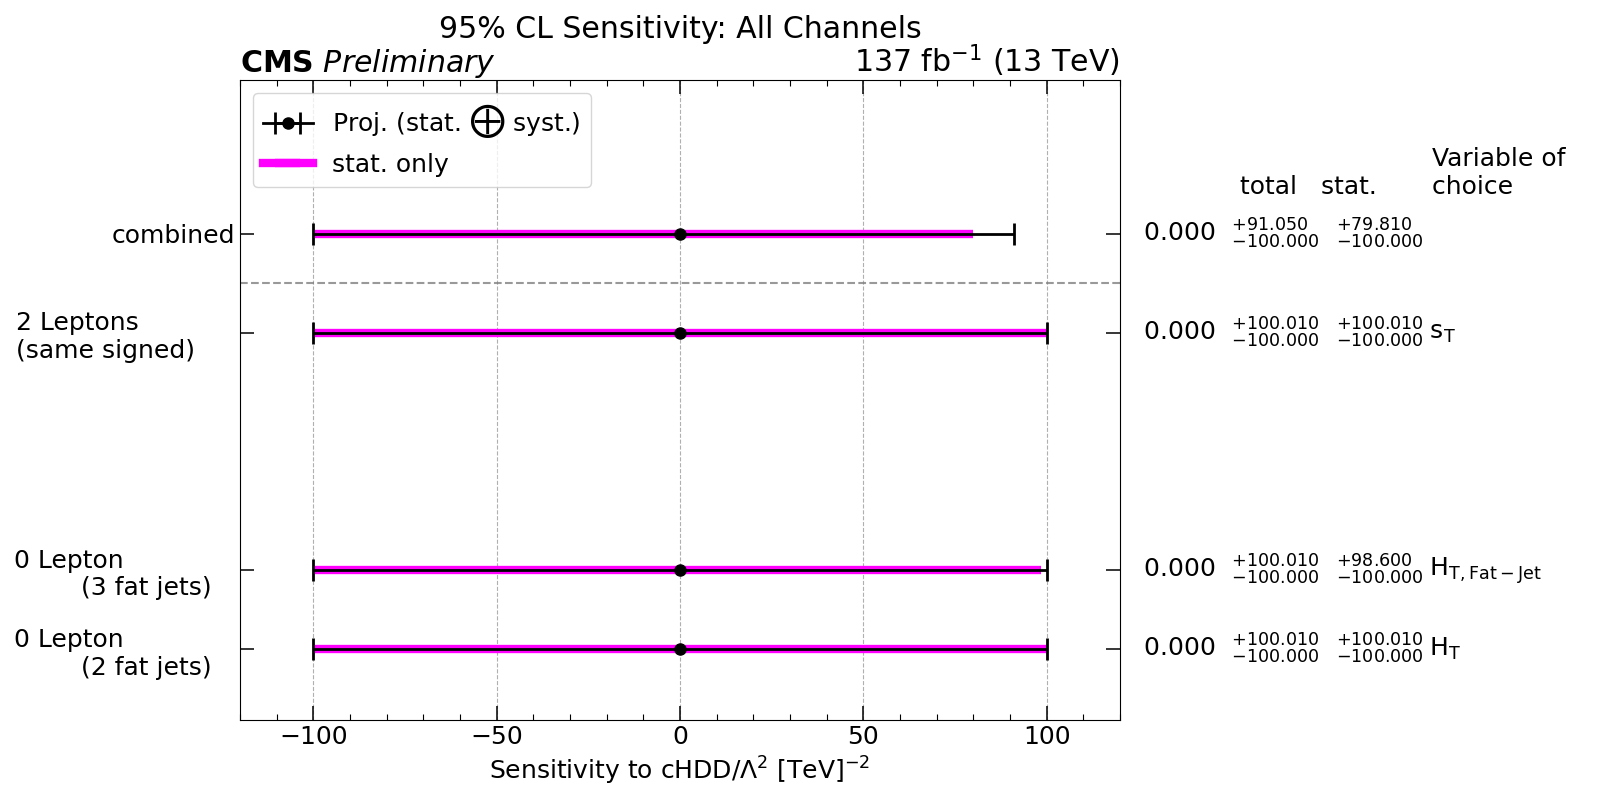 95% CL Sensitivity: All Channels
CMS Preliminary 137 fb⁻¹ (13 TeV)
Proj. (stat. ⊕ syst.)
stat. only
Variable of
total stat. choice
combined 0.000 +91.050 −100.000 +79.810 −100.000
2 Leptons
(same signed) 0.000 +100.010 −100.000 +100.010 −100.000 s_T
0 Lepton
(3 fat jets) 0.000 +100.010 −100.000 +98.600 −100.000 H_T, Fat−Jet
0 Lepton
(2 fat jets) 0.000 +100.010 −100.000 +100.010 −100.000 H_T
−100 −50 0 50 100
Sensitivity to cHDD/Λ² [TeV]⁻²